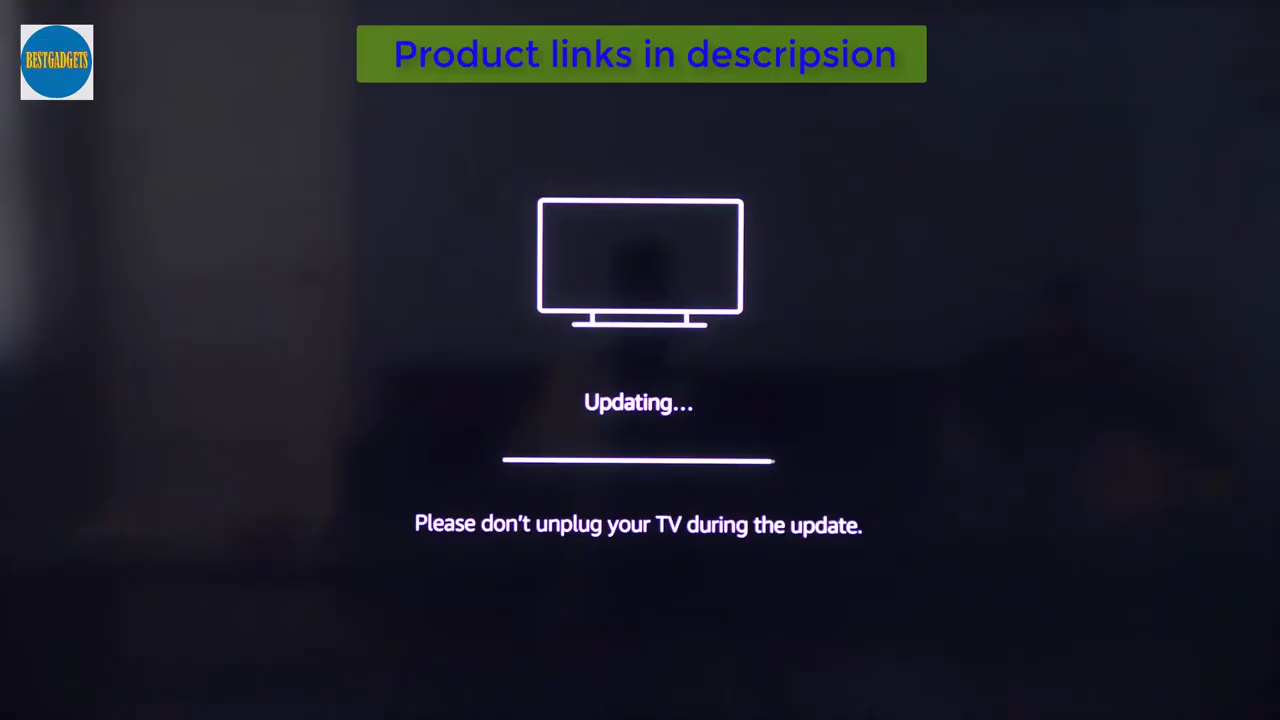 BESTGADGETS
Product links in descripsion
Updating...
Please don't unplug your TV during the update.